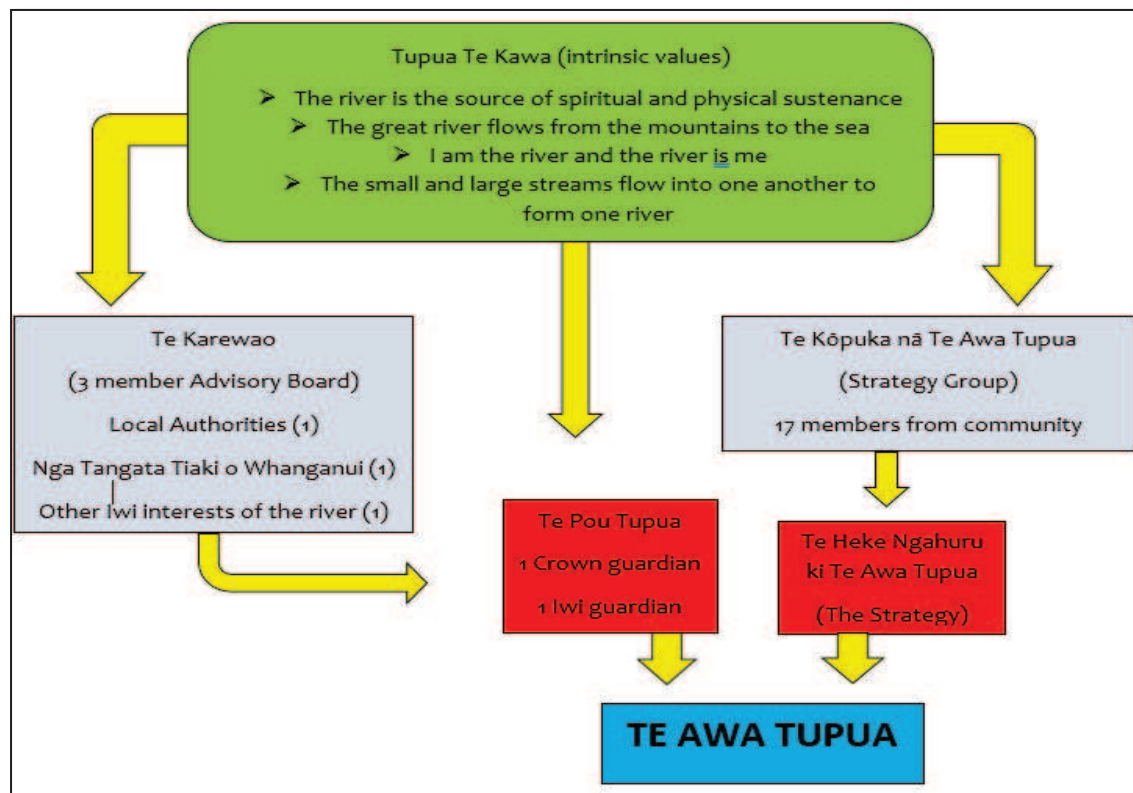 Tupua Te Kawa (intrinsic values)
➤ The river is the source of spiritual and physical sustenance
➤ The great river flows from the mountains to the sea
➤ I am the river and the river is me
➤ The small and large streams flow into one another to
form one river
Te Karewao
(3 member Advisory Board)
Local Authorities (1)
Nga Tangata Tiaki o Whanganui (1)
Other Iwi interests of the river (1)
Te Kōpuka nā Te Awa Tupua
(Strategy Group)
17 members from community
Te Pou Tupua
1 Crown guardian
1 Iwi guardian
Te Heke Ngahuru
ki Te Awa Tupua
(The Strategy)
TE AWA TUPUA